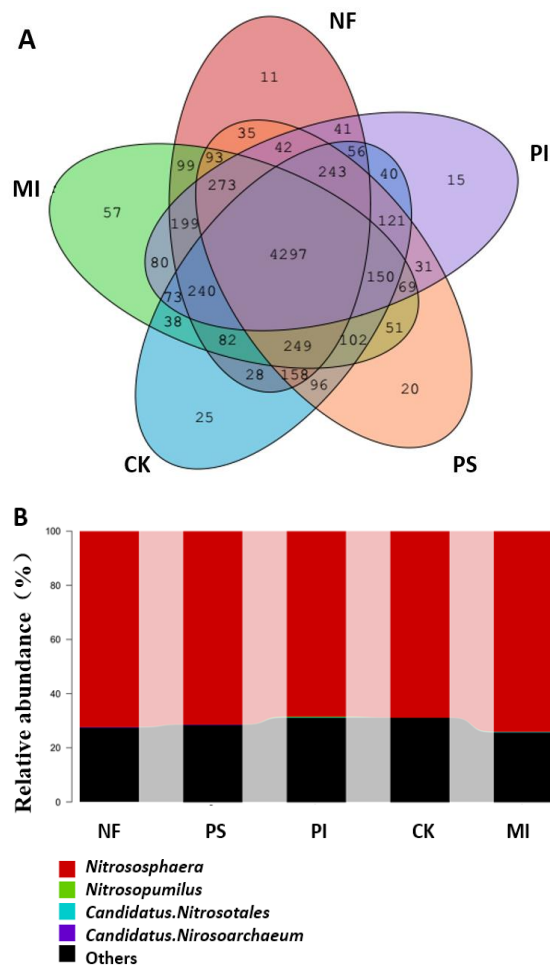 NF
A
11
PI
35
41
42
56
99
93
243
40
15
MI
273
57
121
199
4297
80
31
150
69
240
73
38
51
82
249
102
28
158
96
20
25
CK
PS
B
Relative abundance (%)
100
80
60
40
20
0
NF PS PI CK MI
Nitrososphaera
Nitrosopumilus
Candidatus.Nitrosotales
Candidatus.Nirosoarchaeum
Others